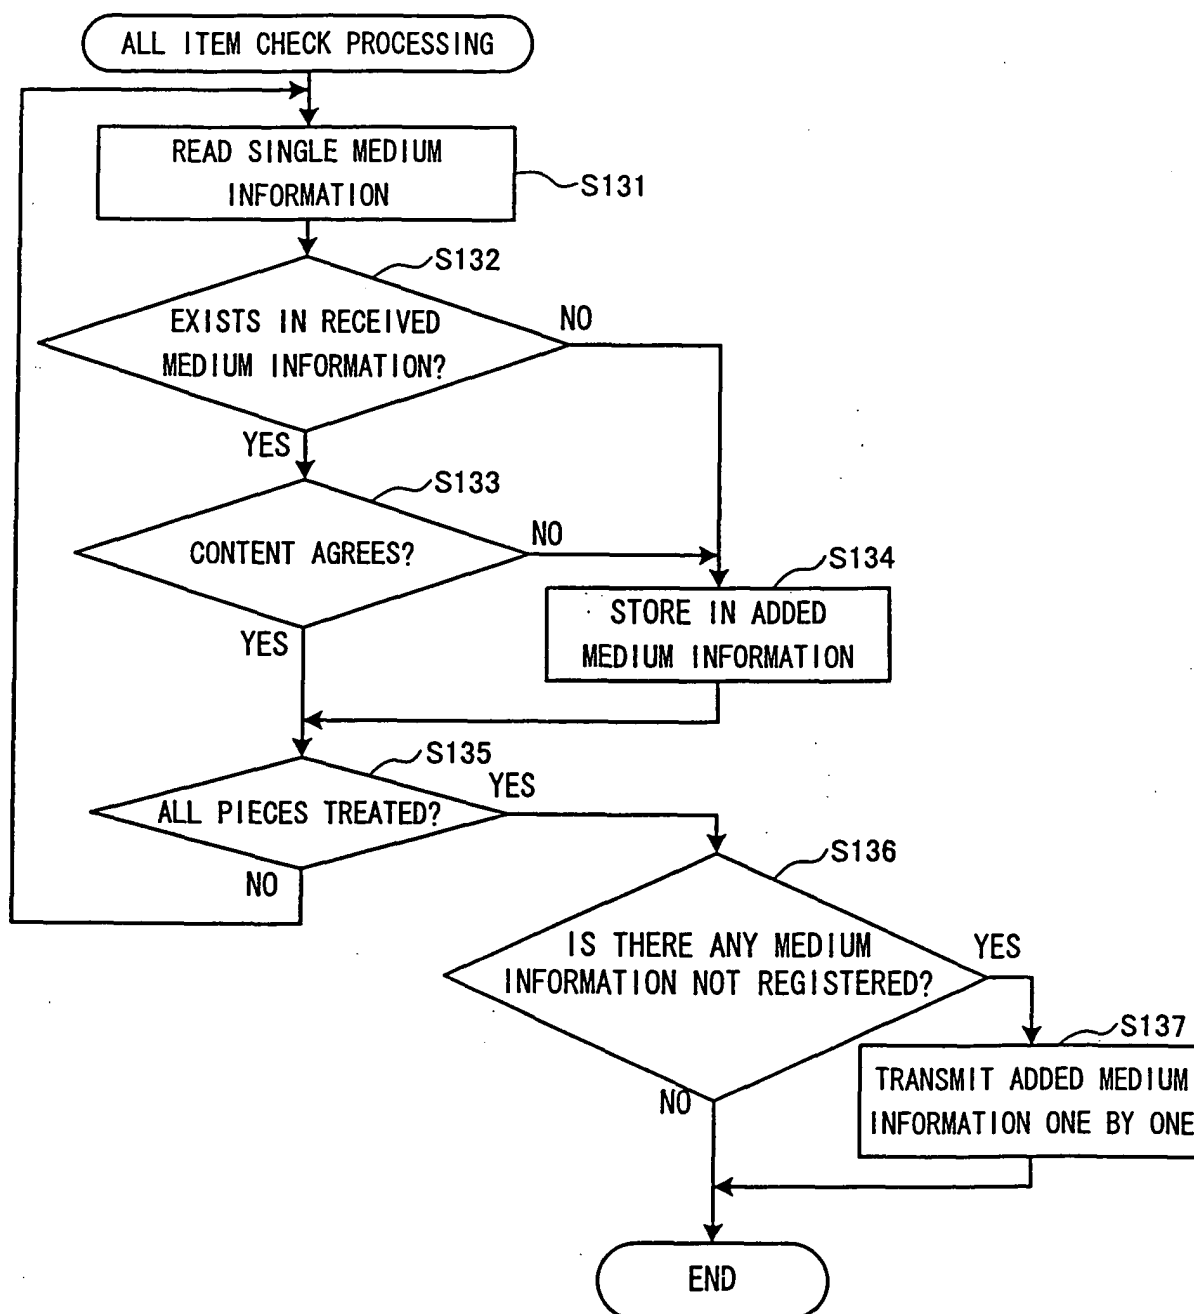 ALL ITEM CHECK PROCESSING
READ SINGLE MEDIUM
INFORMATION
S131
S132
EXISTS IN RECEIVED
MEDIUM INFORMATION?
NO
YES
S133
CONTENT AGREES?
NO
YES
S134
STORE IN ADDED
MEDIUM INFORMATION
S135
ALL PIECES TREATED?
YES
NO
S136
IS THERE ANY MEDIUM
INFORMATION NOT REGISTERED?
YES
NO
S137
TRANSMIT ADDED MEDIUM
INFORMATION ONE BY ONE
END